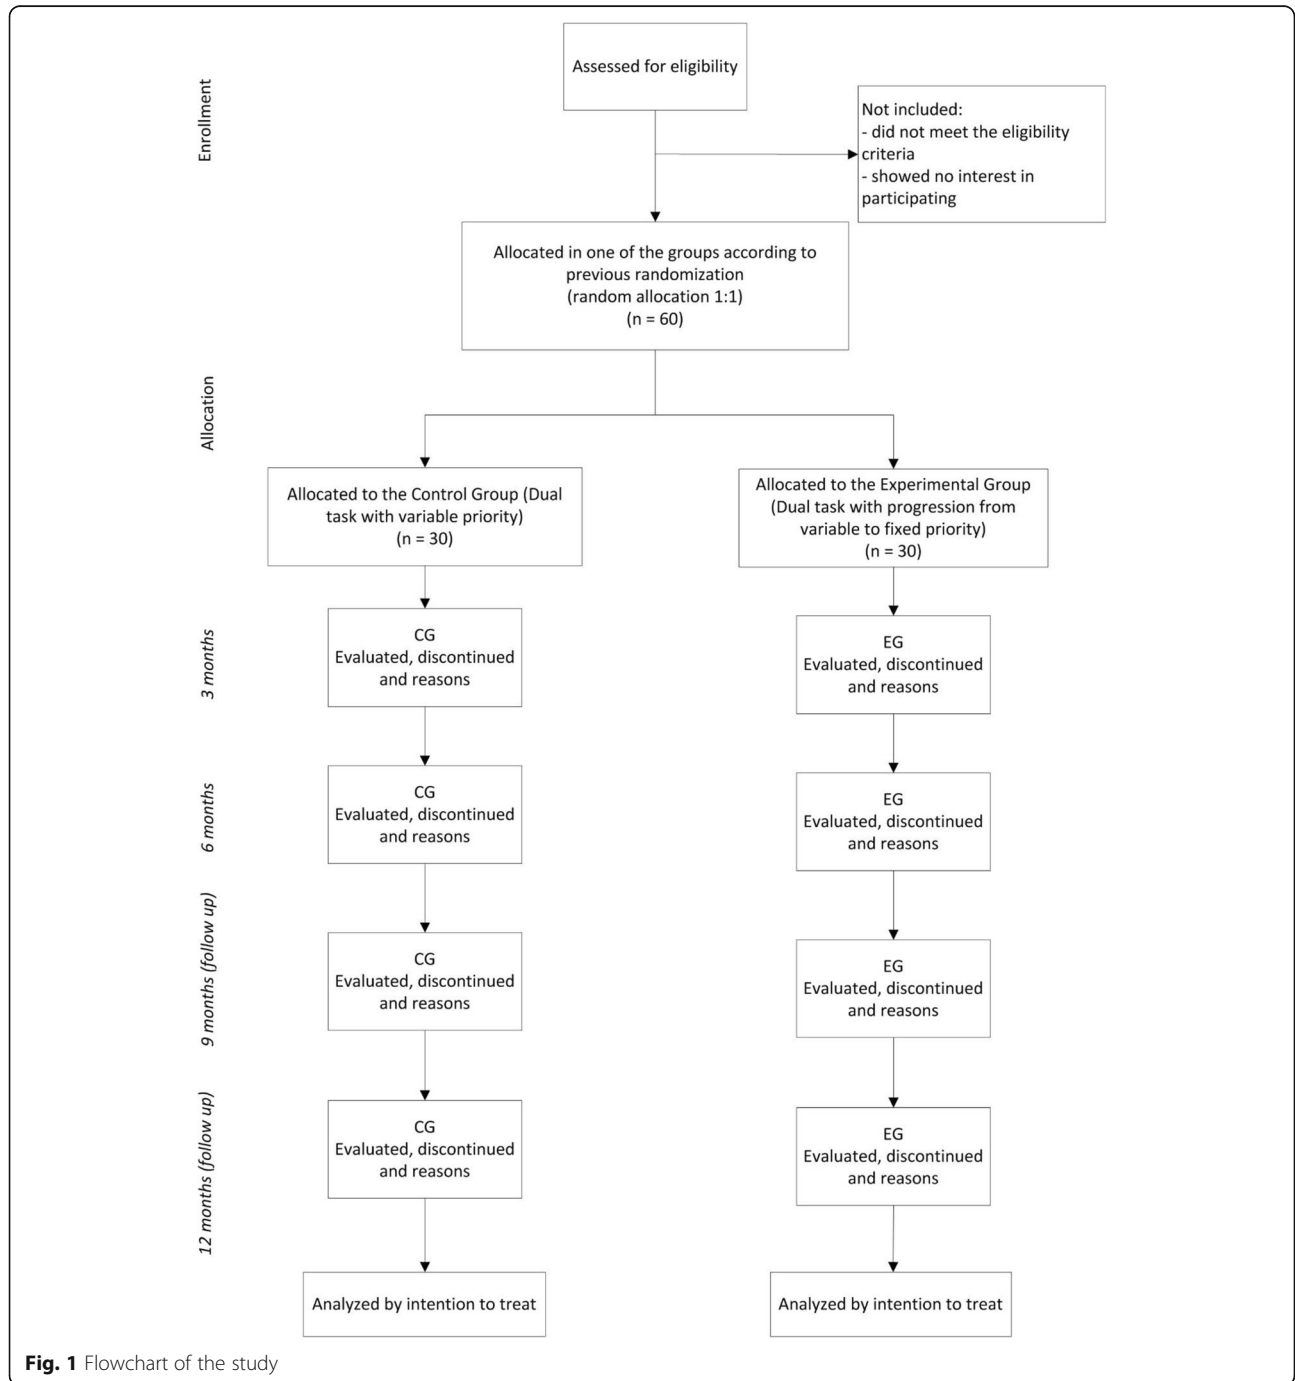 Enrollment
Assessed for eligibility
Not included:
- did not meet the eligibility
criteria
- showed no interest in
participating
Allocated in one of the groups according to
previous randomization
(random allocation 1:1)
(n = 60)
Allocation
Allocated to the Control Group (Dual
task with variable priority)
(n = 30)
Allocated to the Experimental Group
(Dual task with progression from
variable to fixed priority)
(n = 30)
3 months
CG
Evaluated, discontinued
and reasons
EG
Evaluated, discontinued
and reasons
6 months
CG
Evaluated, discontinued
and reasons
EG
Evaluated, discontinued
and reasons
9 months (follow up)
CG
Evaluated, discontinued
and reasons
EG
Evaluated, discontinued
and reasons
12 months (follow up)
CG
Evaluated, discontinued
and reasons
EG
Evaluated, discontinued
and reasons
Analyzed by intention to treat
Analyzed by intention to treat
Fig. 1 Flowchart of the study